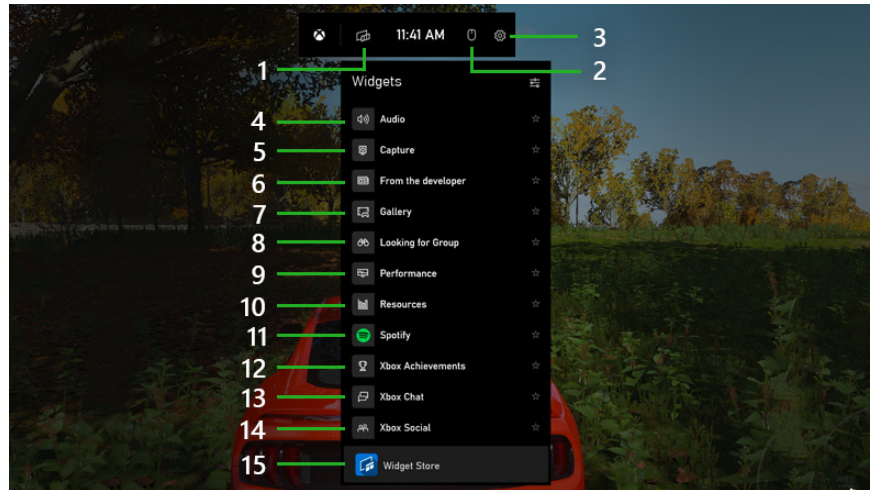 11:41 AM
3
1
2
Widgets
4 Audio
5 Capture
6 From the developer
7 Gallery
8 Looking for Group
9 Performance
10 Resources
11 Spotify
12 Xbox Achievements
13 Xbox Chat
14 Xbox Social
15 Widget Store